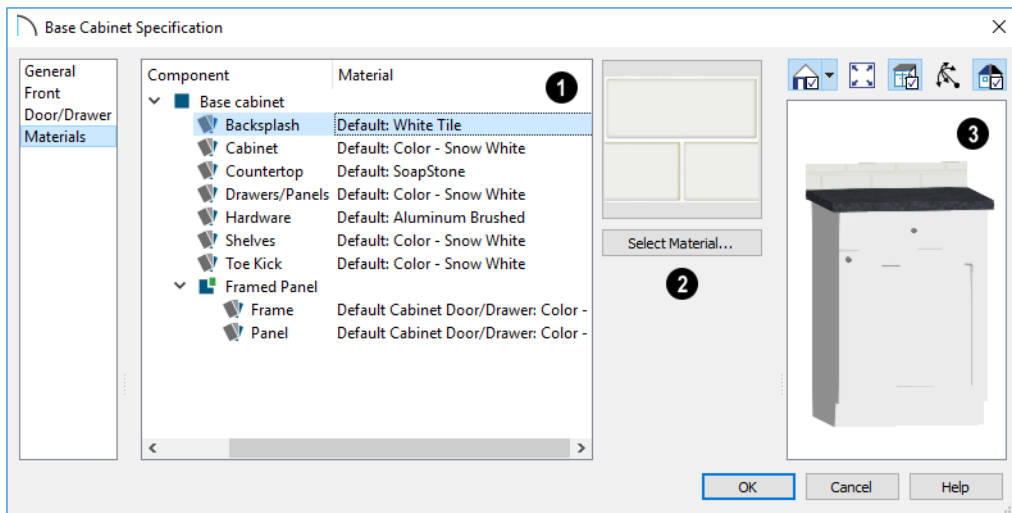 Base Cabinet Specification
General
Front
Door/Drawer
Materials
Component Material
1
Base cabinet
Backsplash Default: White Tile
Cabinet Default: Color - Snow White
Countertop Default: SoapStone
Drawers/Panels Default: Color - Snow White
Hardware Default: Aluminum Brushed
Shelves Default: Color - Snow White
Toe Kick Default: Color - Snow White
Framed Panel
Frame Default Cabinet Door/Drawer: Color -
Panel Default Cabinet Door/Drawer: Color -
Select Material...
2
3
OK Cancel Help